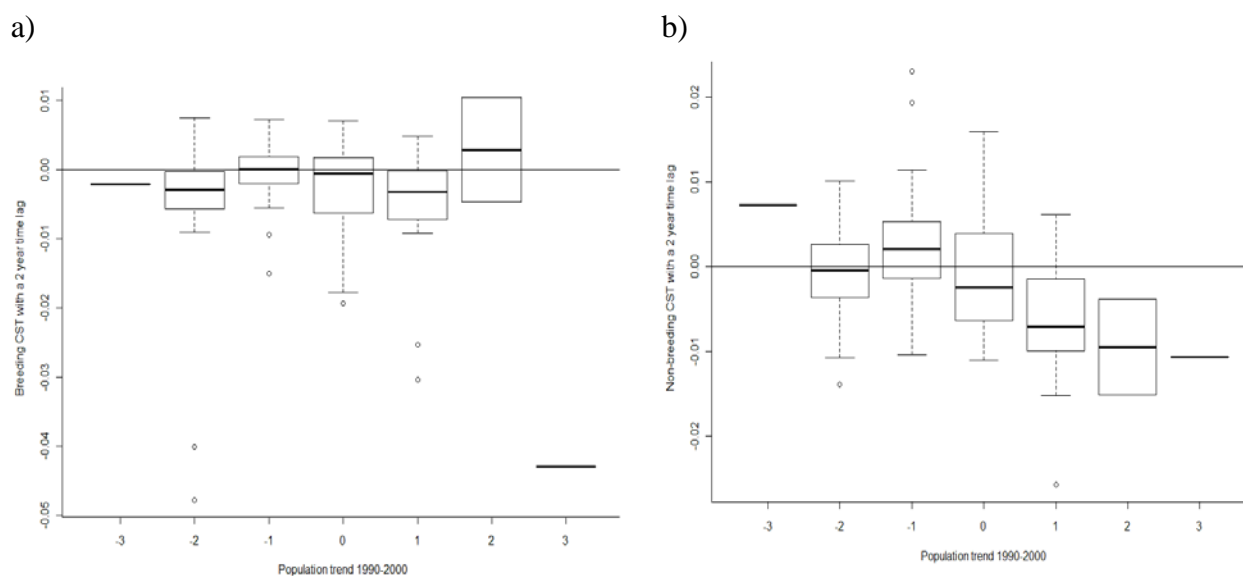 a)
b)
Breeding CST with a 2 year time lag
0.01
0.00
-0.01
-0.02
-0.03
-0.04
-0.05
-3 -2 -1 0 1 2 3
Population trend 1990-2000
Non-breeding CST with a 2 year time lag
0.02
0.01
0.00
-0.01
-0.02
-3 -2 -1 0 1 2 3
Population trend 1990-2000